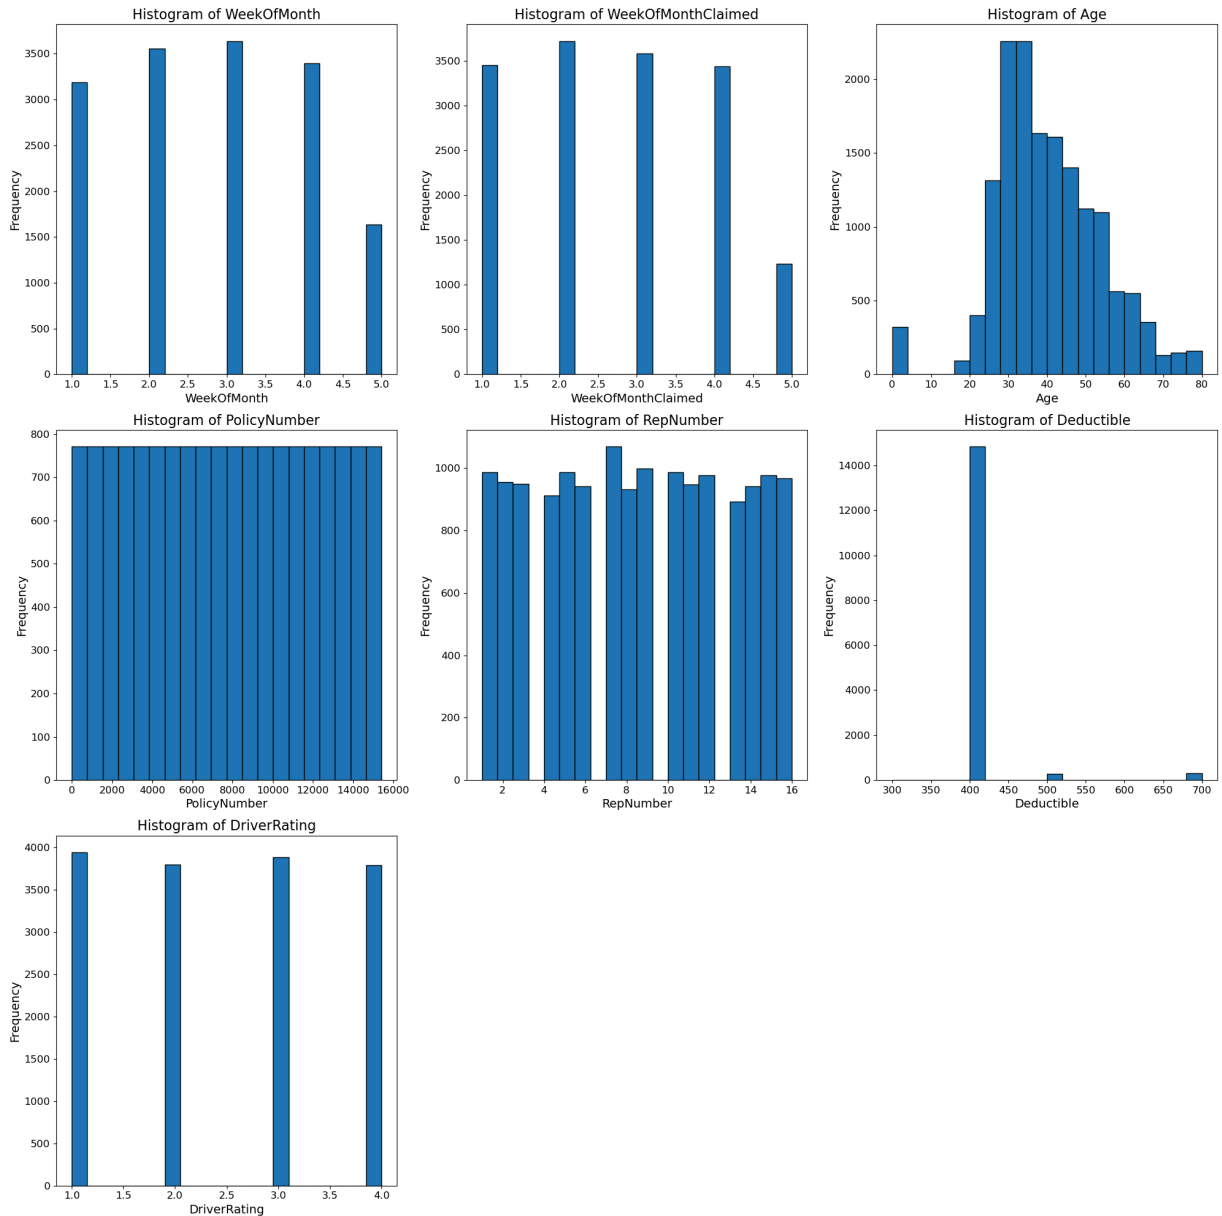 Histogram of WeekOfMonth
Frequency
3500
3000
2500
2000
1500
1000
500
0
1.0 1.5 2.0 2.5 3.0 3.5 4.0 4.5 5.0
WeekOfMonth
Histogram of WeekOfMonthClaimed
Frequency
3500
3000
2500
2000
1500
1000
500
0
1.0 1.5 2.0 2.5 3.0 3.5 4.0 4.5 5.0
WeekOfMonthClaimed
Histogram of Age
Frequency
2000
1500
1000
500
0
0 10 20 30 40 50 60 70 80
Age
Histogram of PolicyNumber
Frequency
800
700
600
500
400
300
200
100
0
0 2000 4000 6000 8000 10000 12000 14000 16000
PolicyNumber
Histogram of RepNumber
Frequency
1000
800
600
400
200
0
2 4 6 8 10 12 14 16
RepNumber
Histogram of Deductible
Frequency
14000
12000
10000
8000
6000
4000
2000
0
300 350 400 450 500 550 600 650 700
Deductible
Histogram of DriverRating
Frequency
4000
3500
3000
2500
2000
1500
1000
500
0
1.0 1.5 2.0 2.5 3.0 3.5 4.0
DriverRating